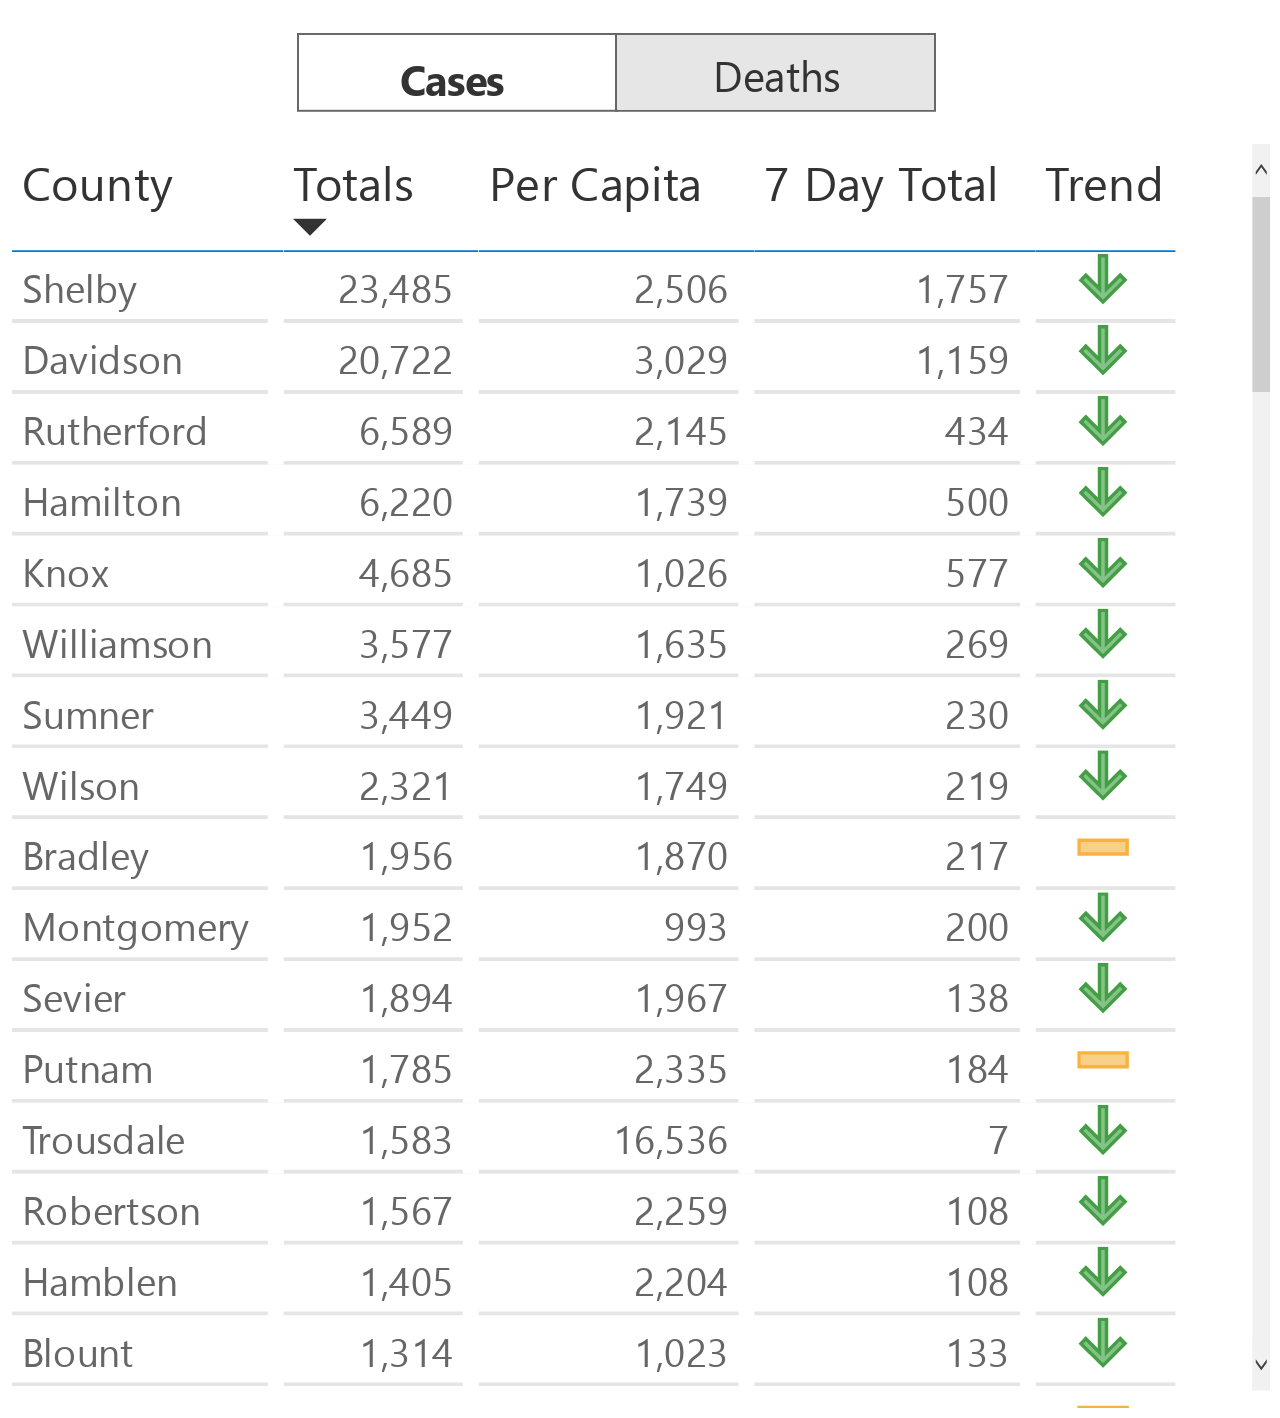 Cases Deaths
County Totals Per Capita 7 Day Total Trend
Shelby 23,485 2,506 1,757
Davidson 20,722 3,029 1,159
Rutherford 6,589 2,145 434
Hamilton 6,220 1,739 500
Knox 4,685 1,026 577
Williamson 3,577 1,635 269
Sumner 3,449 1,921 230
Wilson 2,321 1,749 219
Bradley 1,956 1,870 217
Montgomery 1,952 993 200
Sevier 1,894 1,967 138
Putnam 1,785 2,335 184
Trousdale 1,583 16,536 7
Robertson 1,567 2,259 108
Hamblen 1,405 2,204 108
Blount 1,314 1,023 133